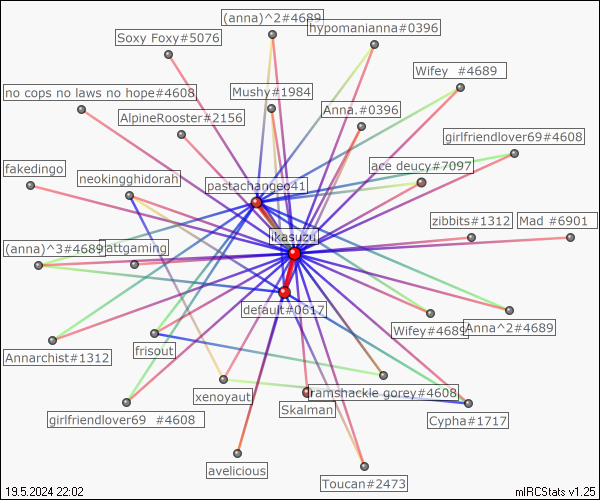 (anna)^2#4689
hypomanianna#0396
Soxy Foxy#5076
Wifey #4689
no cops no laws no hope#4608
Mushy#1984
Anna.#0396
AlpineRooster#2156
girlfriendlover69#4608
ace deucy#7097
fakedingo
neokingghidorah
pastachangeo41
zibbits#1312
Mad #6901
ikasuzu
(anna)^3#4689
default#0617
Wifey#4689
Anna^2#4689
Annarchist#1312
frisout
xenoyaut
ramshackle gorey#4608
Skalman
girlfriendlover69 #4608
Cypha#1717
avelicious
Toucan#2473
19.5.2024 22:02
mIRCStats v1.25